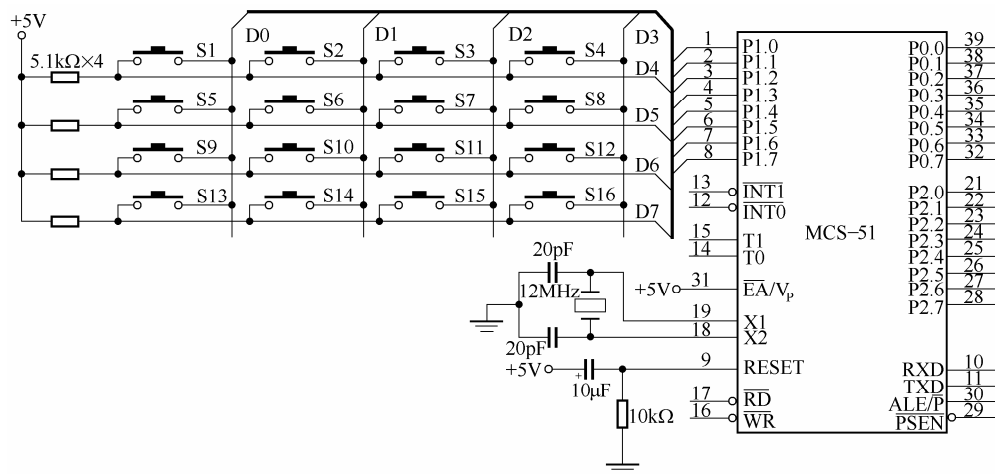 +5V
5.1kΩ×4
D0
D1
D2
D3
S1
S2
S3
S4
D4
S5
S6
S7
S8
D5
S9
S10
S11
S12
D6
S13
S14
S15
S16
D7
20pF
12MHz
20pF
+5V
10μF
+
10kΩ
+5V
1 P1.0
2 P1.1
3 P1.2
4 P1.3
5 P1.4
6 P1.5
7 P1.6
8 P1.7
13 INT1
12 INT0
15 T1
14 T0
31 EA/Vp
19 X1
18 X2
9 RESET
17 RD
16 WR
MCS-51
P0.0 39
P0.1 38
P0.2 37
P0.3 36
P0.4 35
P0.5 34
P0.6 33
P0.7 32
P2.0 21
P2.1 22
P2.2 23
P2.3 24
P2.4 25
P2.5 26
P2.6 27
P2.7 28
RXD 10
TXD 11
ALE/P 30
PSEN 29